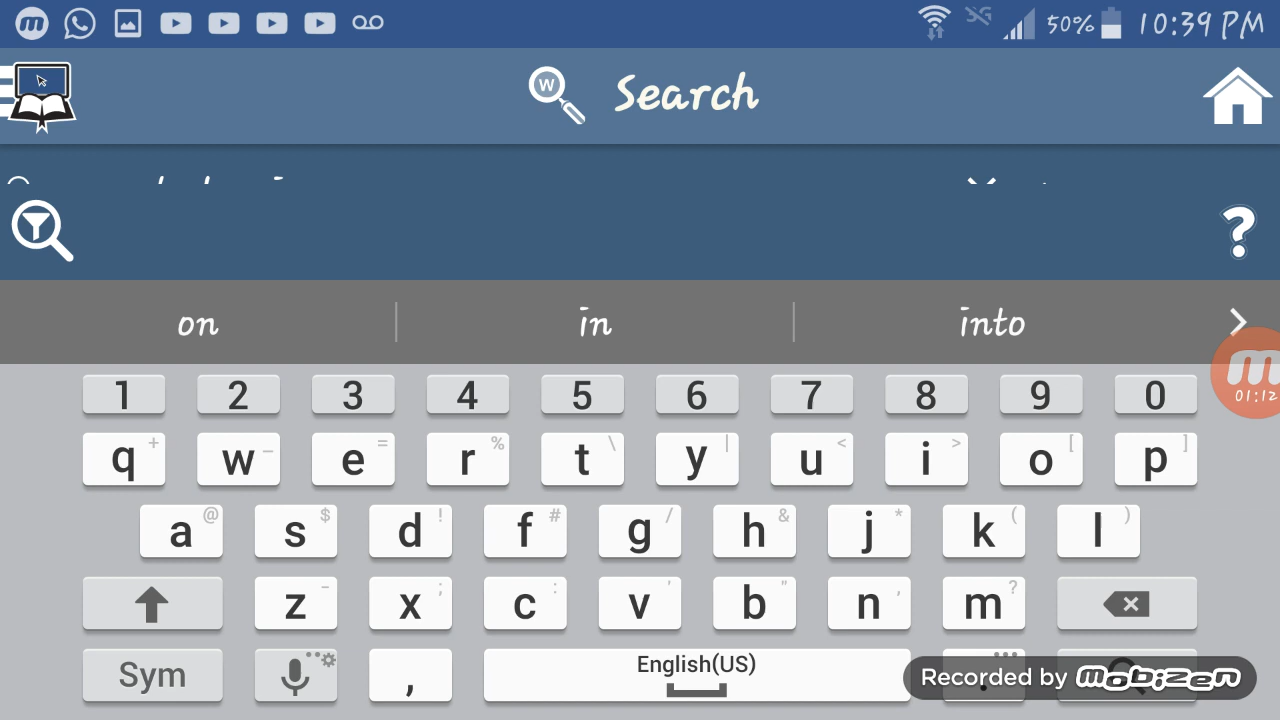 50% 10:39 PM
W Search
?
on in into
01:12
1 2 3 4 5 6 7 8 9 0
q + w – e = r % t \ y | u < i > o [ p ]
a @ s $ d ! f # g / h & j * k ( l )
z - x ; c : v ' b " n , m ?
Sym , English(US) .
Recorded by mobizen